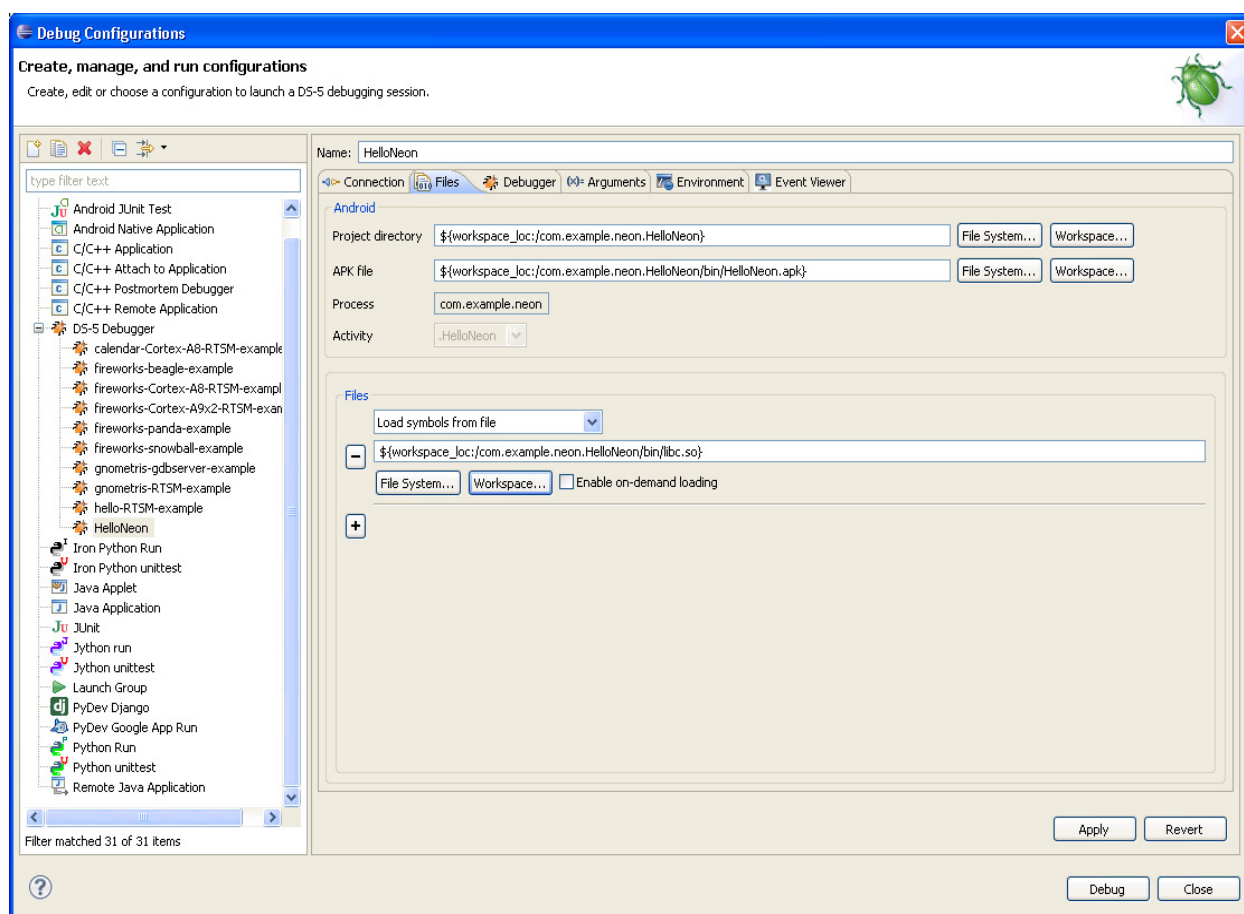 Debug Configurations
Create, manage, and run configurations
Create, edit or choose a configuration to launch a DS-5 debugging session.
type filter text
Android JUnit Test
Android Native Application
C/C++ Application
C/C++ Attach to Application
C/C++ Postmortem Debugger
C/C++ Remote Application
DS-5 Debugger
calendar-Cortex-A8-RTSM-example
fireworks-beagle-example
fireworks-Cortex-A8-RTSM-exampl
fireworks-Cortex-A9x2-RTSM-exan
fireworks-panda-example
fireworks-snowball-example
gnometris-gdbserver-example
gnometris-RTSM-example
hello-RTSM-example
HelloNeon
Iron Python Run
Iron Python unittest
Java Applet
Java Application
JUnit
Jython run
Jython unittest
Launch Group
PyDev Django
PyDev Google App Run
Python Run
Python unittest
Remote Java Application
Filter matched 31 of 31 items
Name: HelloNeon
Connection Files Debugger (x)= Arguments Environment Event Viewer
Android
Project directory ${workspace_loc:/com.example.neon.HelloNeon} File System... Workspace...
APK file ${workspace_loc:/com.example.neon.HelloNeon/bin/HelloNeon.apk} File System... Workspace...
Process com.example.neon
Activity .HelloNeon
Files
Load symbols from file
${workspace_loc:/com.example.neon.HelloNeon/bin/libc.so}
File System... Workspace... Enable on-demand loading
Apply Revert
Debug Close